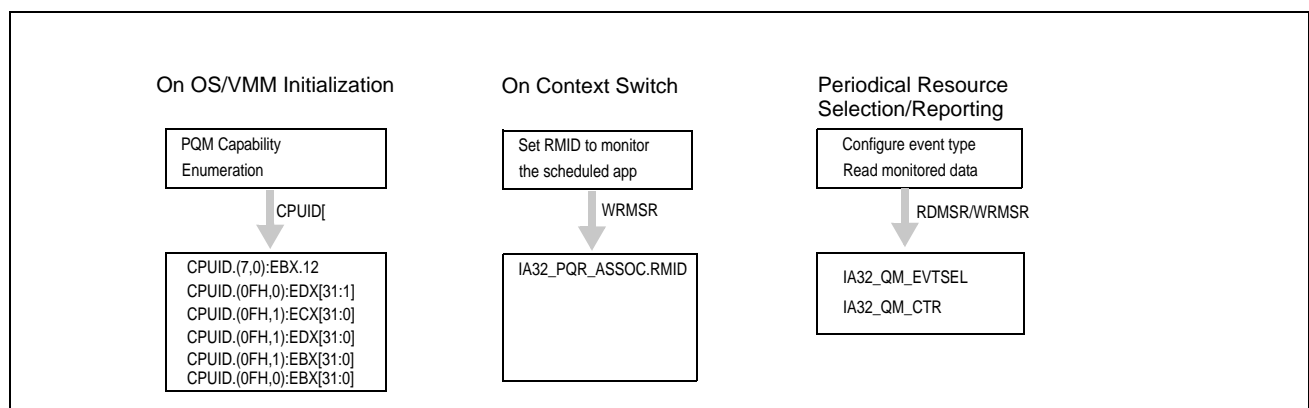 On OS/VMM Initialization
PQM Capability
Enumeration
CPUID[
CPUID.(7,0):EBX.12
CPUID.(0FH,0):EDX[31:1]
CPUID.(0FH,1):ECX[31:0]
CPUID.(0FH,1):EDX[31:0]
CPUID.(0FH,1):EBX[31:0]
CPUID.(0FH,0):EBX[31:0]
On Context Switch
Set RMID to monitor
the scheduled app
WRMSR
IA32_PQR_ASSOC.RMID
Periodical Resource
Selection/Reporting
Configure event type
Read monitored data
RDMSR/WRMSR
IA32_QM_EVTSEL
IA32_QM_CTR